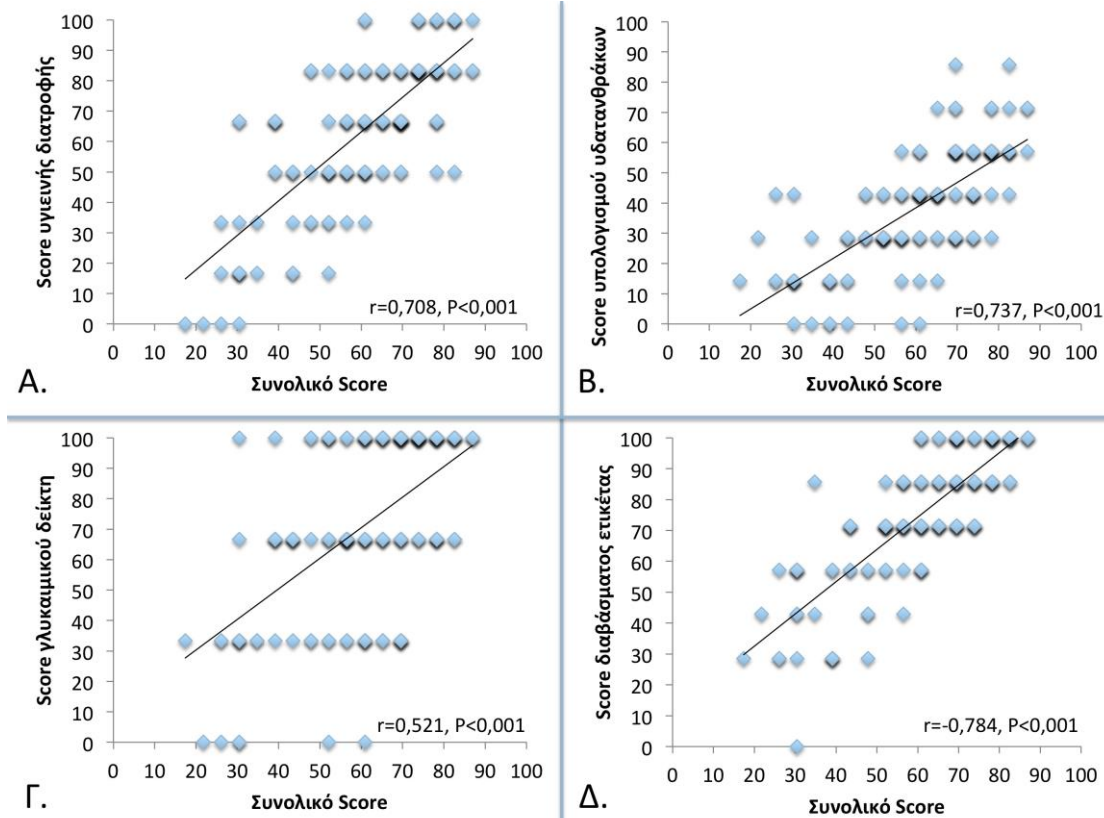 Score υγιεινής διατροφής
100
90
80
70
60
50
40
30
20
10
0
r=0,708, P<0,001
0 10 20 30 40 50 60 70 80 90 100
Α.
Συνολικό Score
Score υπολογισμού υδατανθράκων
100
90
80
70
60
50
40
30
20
10
0
r=0,737, P<0,001
0 10 20 30 40 50 60 70 80 90 100
Β.
Συνολικό Score
Score γλυκαιμικού δείκτη
100
90
80
70
60
50
40
30
20
10
0
r=0,521, P<0,001
0 10 20 30 40 50 60 70 80 90 100
Γ.
Συνολικό Score
Score διαβάσματος ετικέτας
100
90
80
70
60
50
40
30
20
10
0
r=-0,784, P<0,001
0 10 20 30 40 50 60 70 80 90 100
Δ.
Συνολικό Score